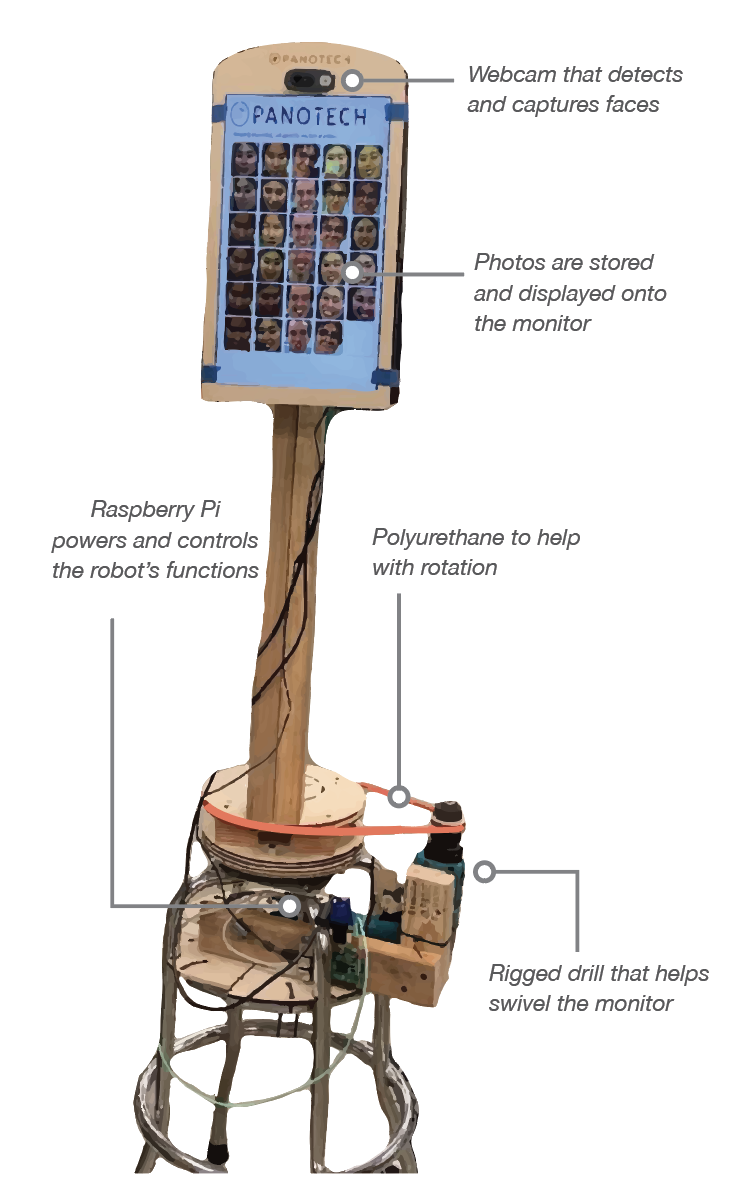 PANOTECH
Webcam that detects
and captures faces
PANOTECH
Photos are stored
and displayed onto
the monitor
Raspberry Pi
powers and controls
the robot's functions
Polyurethane to help
with rotation
Rigged drill that helps
swivel the monitor